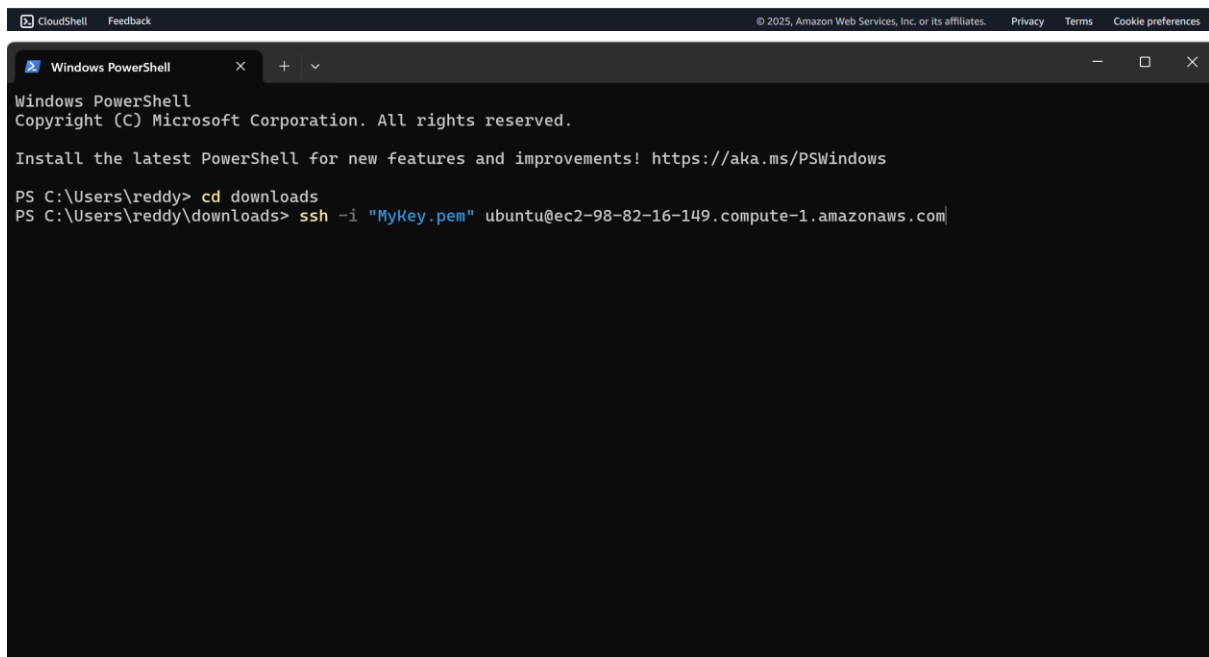 CloudShell Feedback © 2025, Amazon Web Services, Inc. or its affiliates. Privacy Terms Cookie preferences
Windows PowerShell
Windows PowerShell
Copyright (C) Microsoft Corporation. All rights reserved.
Install the latest PowerShell for new features and improvements! https://aka.ms/PSWindows
PS C:\Users\reddy> cd downloads
PS C:\Users\reddy\downloads> ssh -i "MyKey.pem" ubuntu@ec2-98-82-16-149.compute-1.amazonaws.com